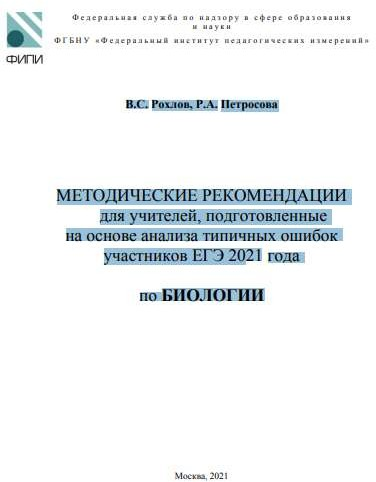 Федеральная служба по надзору в сфере образования
и науки
ФГБНУ «Федеральный институт педагогических измерений»
ФИПИ
В.С. Рохлов, Р.А. Петросова
МЕТОДИЧЕСКИЕ РЕКОМЕНДАЦИИ
для учителей, подготовленные
на основе анализа типичных ошибок
участников ЕГЭ 2021 года
по БИОЛОГИИ
Москва, 2021